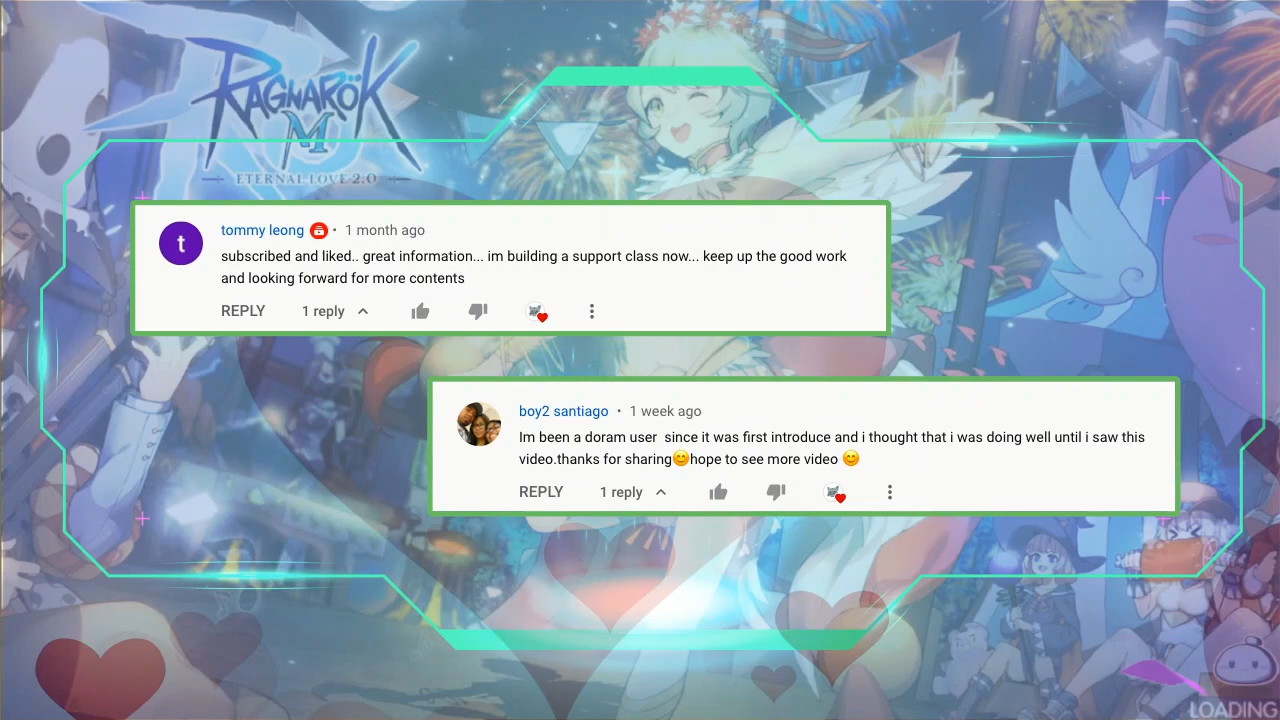 RAGNARÖK
M
ETERNAL LOVE 2.0
t
tommy leong · 1 month ago
subscribed and liked.. great information... im building a support class now... keep up the good work
and looking forward for more contents
REPLY 1 reply
boy2 santiago · 1 week ago
Im been a doram user  since it was first introduce and i thought that i was doing well until i saw this
video.thanks for sharing😊hope to see more video 😊
REPLY 1 reply
LOADING